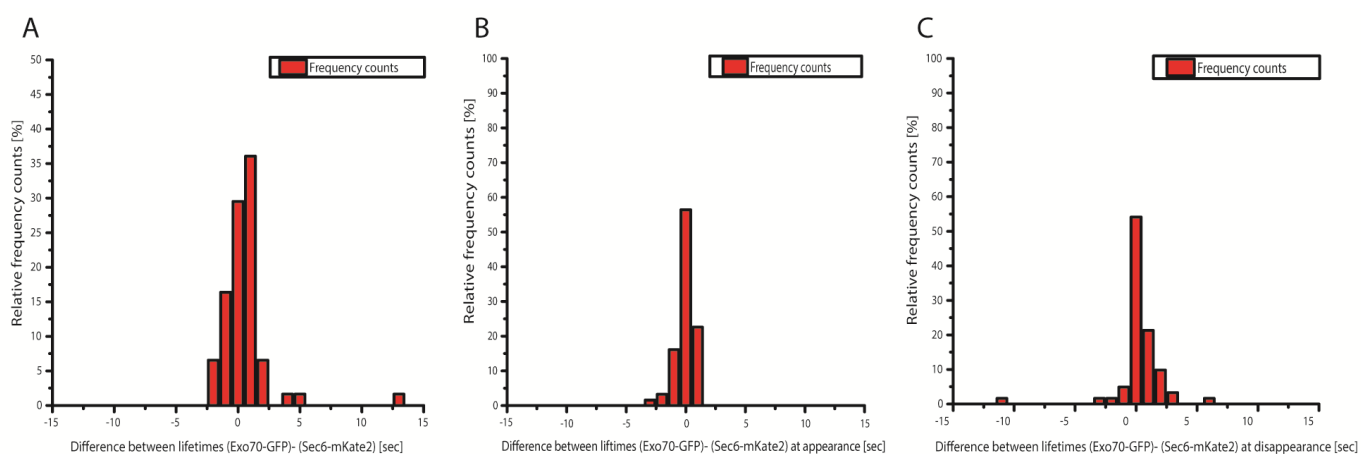 A
B
C
Frequency counts
Frequency counts
Frequency counts
Relative frequency counts [%]
50
45
40
35
30
25
20
15
10
5
0
-15 -10 -5 0 5 10 15
Difference between lifetimes (Exo70-GFP)- (Sec6-mKate2) [sec]
Relative frequency counts [%]
100
90
80
70
60
50
40
30
20
10
0
-15 -10 -5 0 5 10 15
Difference between liftimes (Exo70-GFP)- (Sec6-mKate2) at appearance [sec]
Relative frequency counts [%]
100
90
80
70
60
50
40
30
20
10
0
-15 -10 -5 0 5 10 15
Difference between lifetimes (Exo70-GFP)- (Sec6-mKate2) at disappearance [sec]